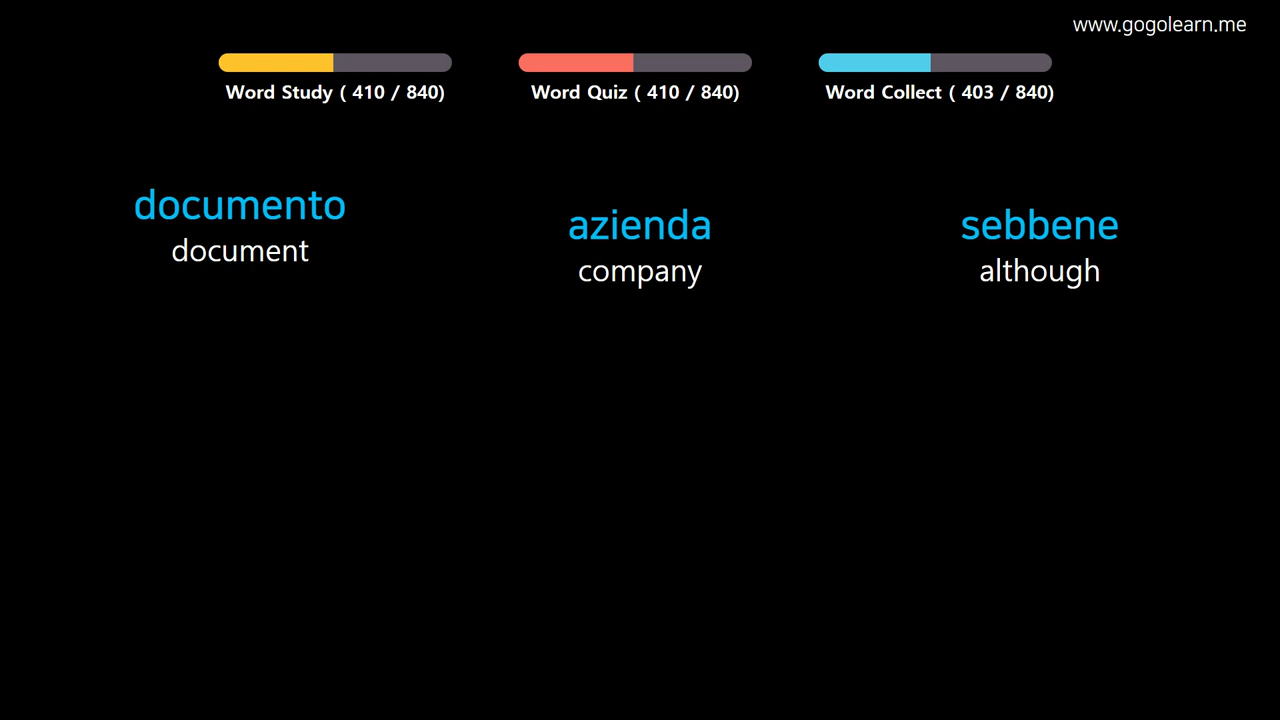 www.gogolearn.me
Word Study ( 410 / 840)
Word Quiz ( 410 / 840)
Word Collect ( 403 / 840)
documento
document
azienda
company
sebbene
although